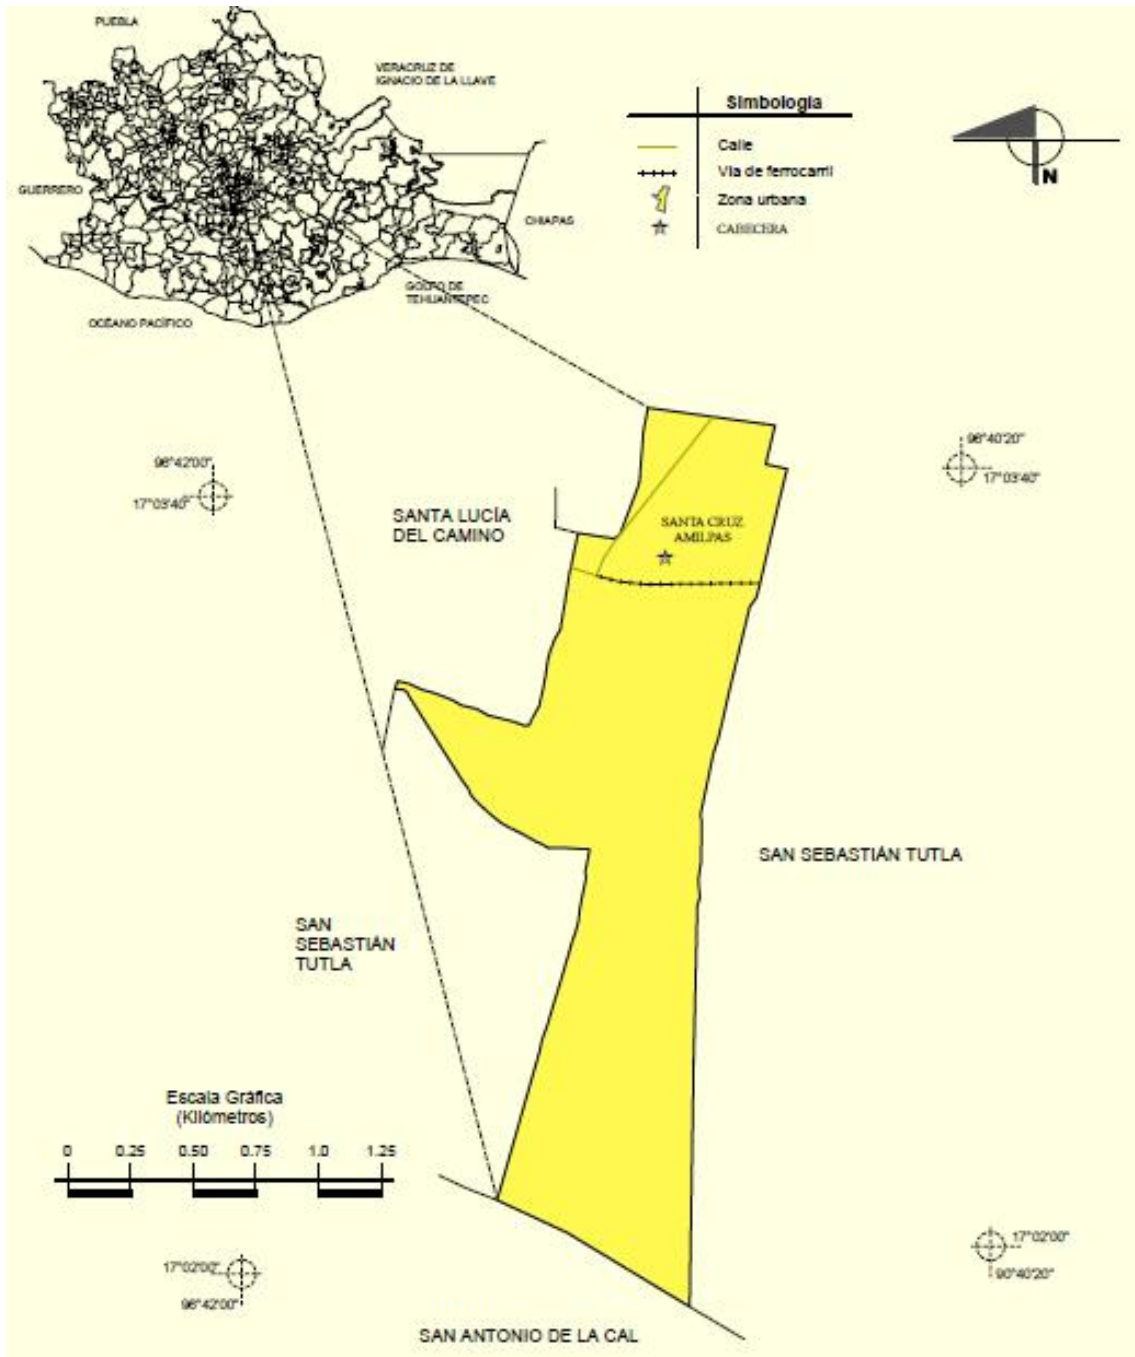 PUEBLA
VERACRUZ DE
IGNACIO DE LA LLAVE
GUERRERO
CHIAPAS
GOLFO DE
TEHUANTEPEC
OCÉANO PACÍFICO
Simbología
Calle
Vía de ferrocarril
Zona urbana
CABECERA
N
96°42'00"
17°03'40"
96°40'20"
17°03'40"
SANTA LUCÍA
DEL CAMINO
SANTA CRUZ
AMILPAS
SAN SEBASTIÁN TUTLA
SAN
SEBASTIÁN
TUTLA
Escala Gráfica
(Kilómetros)
0 0.25 0.50 0.75 1.0 1.25
17°02'00"
96°42'00"
17°02'00"
90°40'20"
SAN ANTONIO DE LA CAL